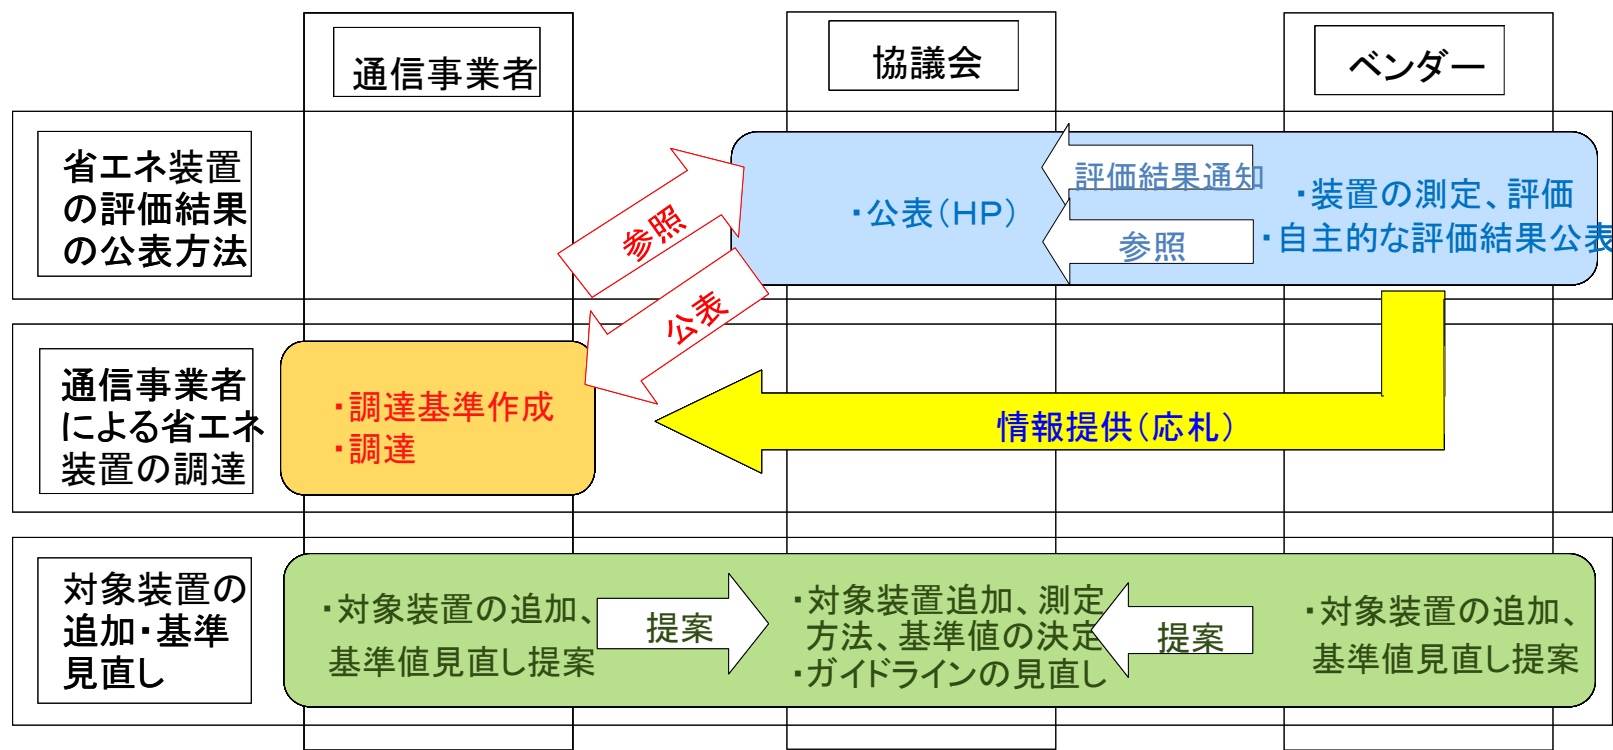 通信事業者
協議会
ベンダー
省エネ装置
の評価結果
の公表方法
参照
公表
・公表(HP)
評価結果通知
参照
・装置の測定、評価
・自主的な評価結果公表
通信事業者
による省エネ
装置の調達
・調達基準作成
・調達
情報提供(応札)
対象装置の
追加・基準
見直し
・対象装置の追加、
基準値見直し提案
提案
・対象装置追加、測定
方法、基準値の決定
・ガイドラインの見直し
提案
・対象装置の追加、
基準値見直し提案